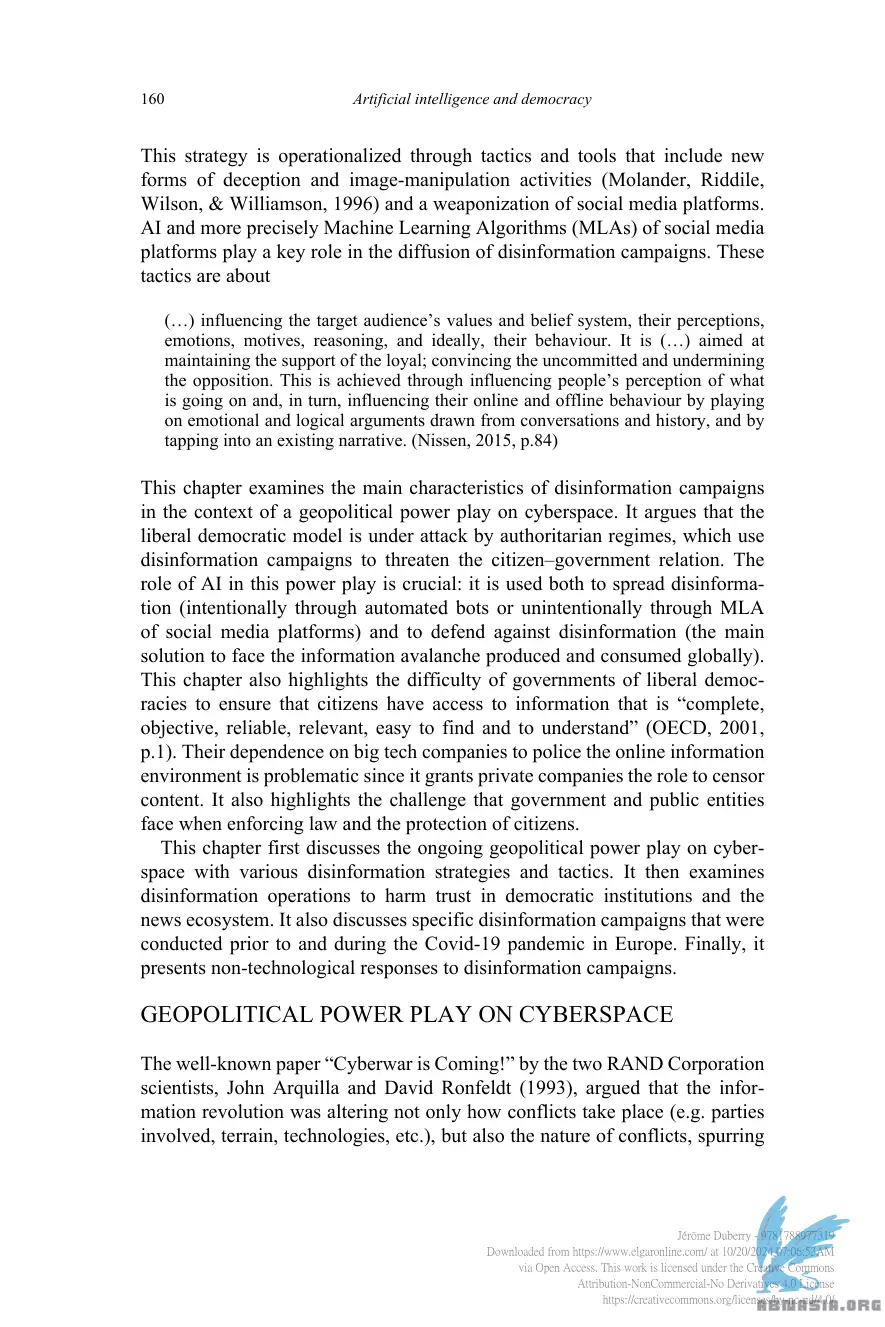 160
Artificial intelligence and democracy
This strategy is operationalized through tactics and tools that include new
forms of deception and image-manipulation activities (Molander, Riddile,
Wilson, & Williamson, 1996) and a weaponization of social media platforms.
AI and more precisely Machine Learning Algorithms (MLAs) of social media
platforms play a key role in the diffusion of disinformation campaigns. These
tactics are about
(…) influencing the target audience’s values and belief system, their perceptions,
emotions, motives, reasoning, and ideally, their behaviour. It is (…) aimed at
maintaining the support of the loyal; convincing the uncommitted and undermining
the opposition. This is achieved through influencing people’s perception of what
is going on and, in turn, influencing their online and offline behaviour by playing
on emotional and logical arguments drawn from conversations and history, and by
tapping into an existing narrative. (Nissen, 2015, p.84)
This chapter examines the main characteristics of disinformation campaigns
in the context of a geopolitical power play on cyberspace. It argues that the
liberal democratic model is under attack by authoritarian regimes, which use
disinformation campaigns to threaten the citizen–government relation. The
role of AI in this power play is crucial: it is used both to spread disinforma-
tion (intentionally through automated bots or unintentionally through MLA
of social media platforms) and to defend against disinformation (the main
solution to face the information avalanche produced and consumed globally).
This chapter also highlights the difficulty of governments of liberal democ-
racies to ensure that citizens have access to information that is “complete,
objective, reliable, relevant, easy to find and to understand” (OECD, 2001,
p.1). Their dependence on big tech companies to police the online information
environment is problematic since it grants private companies the role to censor
content. It also highlights the challenge that government and public entities
face when enforcing law and the protection of citizens.
This chapter first discusses the ongoing geopolitical power play on cyber-
space with various disinformation strategies and tactics. It then examines
disinformation operations to harm trust in democratic institutions and the
news ecosystem. It also discusses specific disinformation campaigns that were
conducted prior to and during the Covid-19 pandemic in Europe. Finally, it
presents non-technological responses to disinformation campaigns.
GEOPOLITICAL POWER PLAY ON CYBERSPACE
The well-known paper “Cyberwar is Coming!” by the two RAND Corporation
scientists, John Arquilla and David Ronfeldt (1993), argued that the infor-
mation revolution was altering not only how conflicts take place (e.g. parties
involved, terrain, technologies, etc.), but also the nature of conflicts, spurring
Jérôme Duberry - 9781788977319
Downloaded from https://www.elgaronline.com/ at 10/20/2024 07:06:52AM
via Open Access. This work is licensed under the Creative Commons
Attribution-NonCommercial-No Derivatives 4.0 License
https://creativecommons.org/licenses/by-nc-nd/4.0/
ABTWASIA.ORG